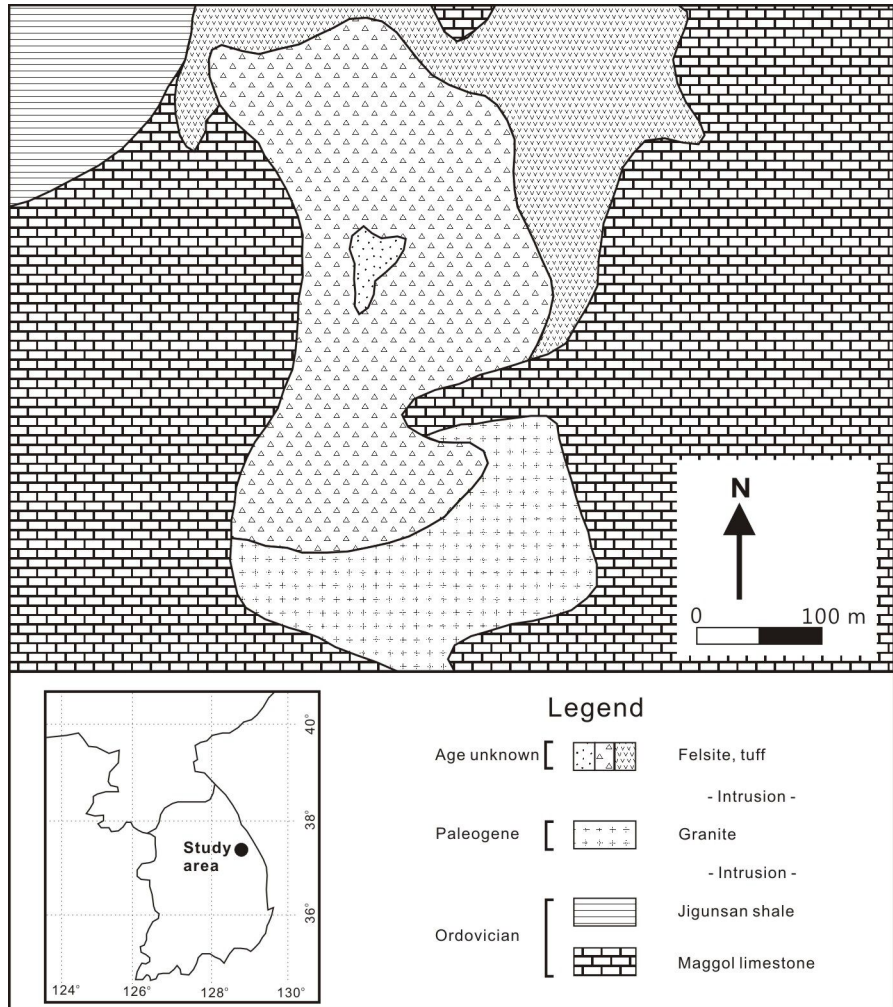 N
0 100 m
Legend
Age unknown Felsite, tuff
- Intrusion -
Paleogene Granite
- Intrusion -
Ordovician
Jigunsan shale
Maggol limestone
40°
38°
Study
area
36°
124° 126° 128° 130°